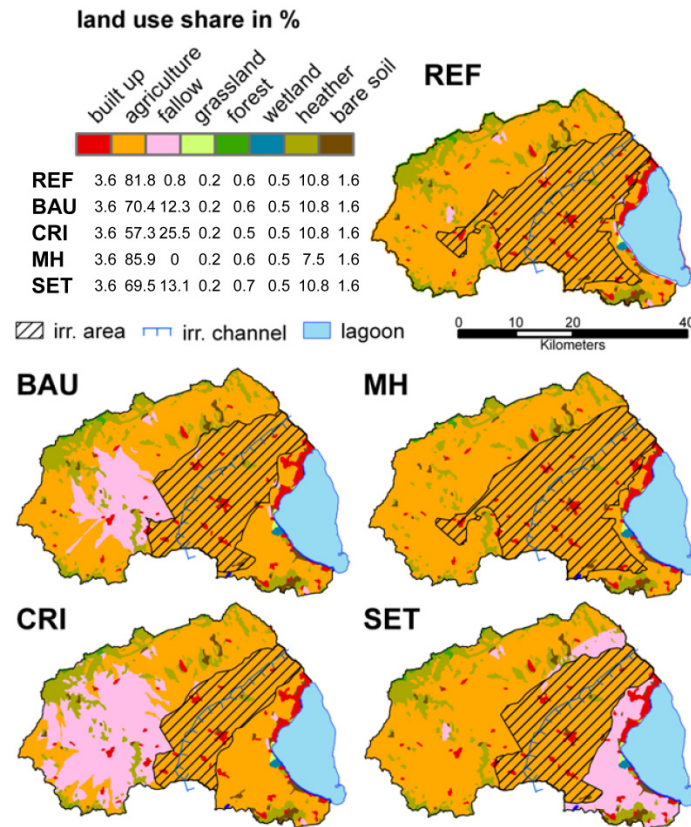 land use share in %
built up
agriculture
fallow
grassland
forest
wetland
heather
bare soil
REF
REF 3.6 81.8 0.8 0.2 0.6 0.5 10.8 1.6
BAU 3.6 70.4 12.3 0.2 0.6 0.5 10.8 1.6
CRI 3.6 57.3 25.5 0.2 0.5 0.5 10.8 1.6
MH 3.6 85.9 0 0.2 0.6 0.5 7.5 1.6
SET 3.6 69.5 13.1 0.2 0.7 0.5 10.8 1.6
irr. area irr. channel lagoon
0 10 20 40
Kilometers
BAU MH
CRI SET